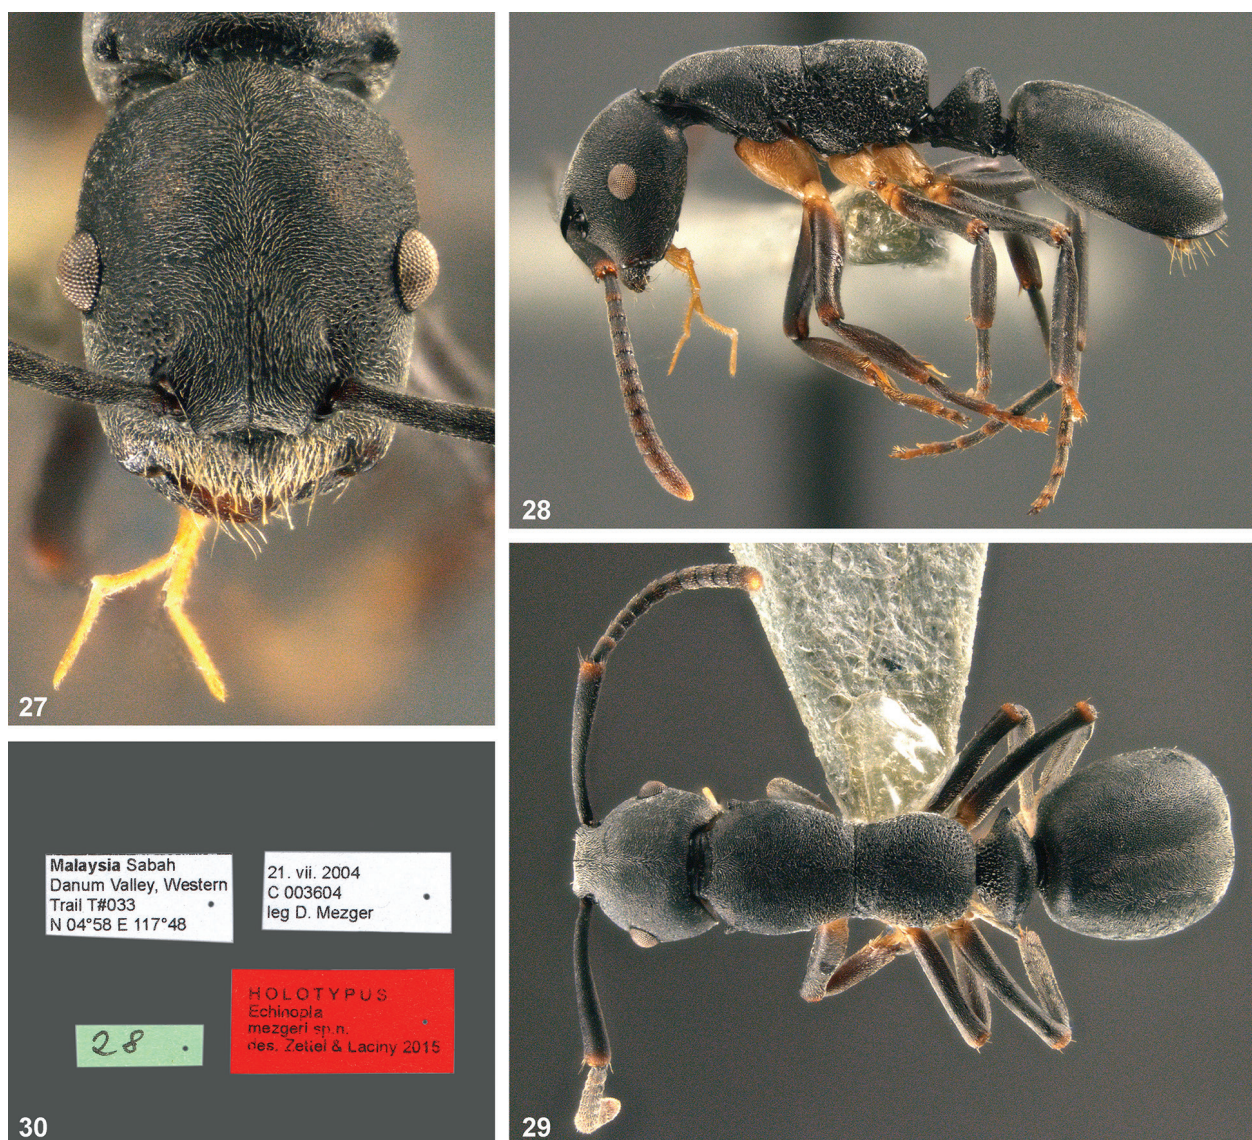 27
28
Malaysia Sabah
Danum Valley, Western
Trail T#033
N 04°58 E 117°48
21. vii. 2004
C 003604
leg D. Mezger
HOLOTYPUS
Echinopla
mezgeri sp.n.
des. Zettel & Laciny 2015
28
30
29